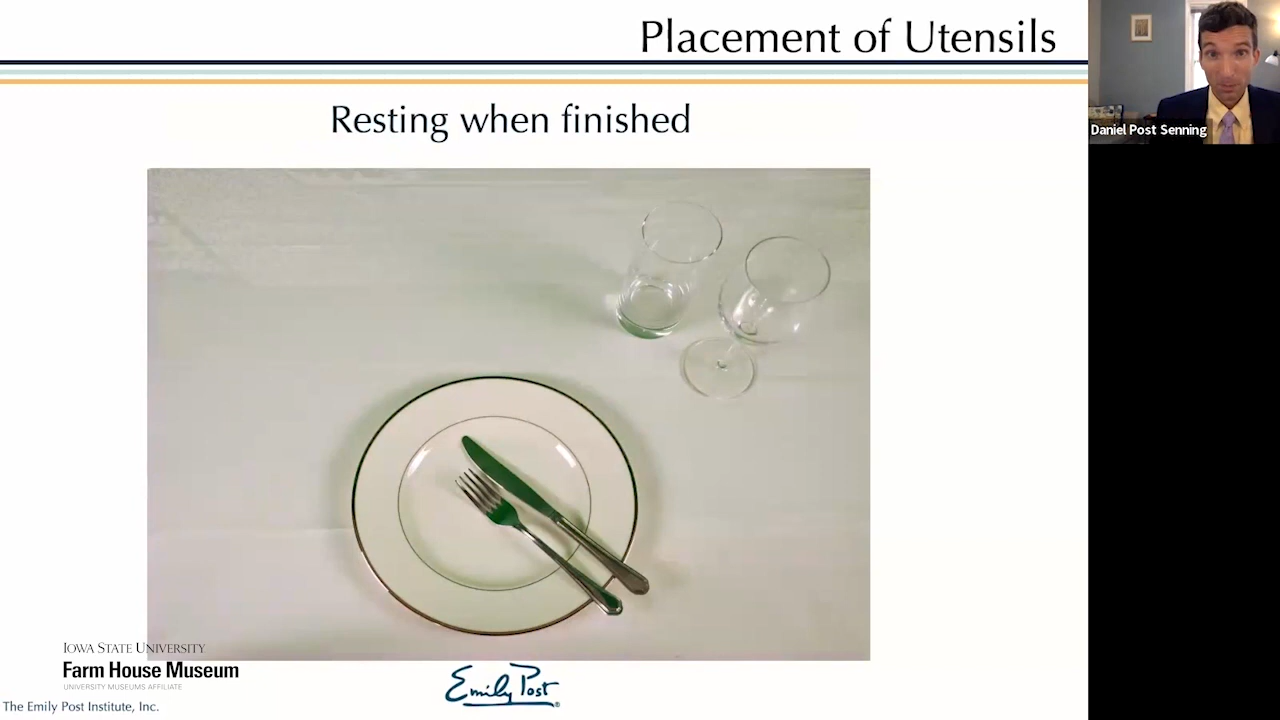 Placement of Utensils
Resting when finished
Daniel Post Senning
IOWA STATE UNIVERSITY
Farm House Museum
UNIVERSITY MUSEUMS AFFILIATE
Emily Post®
The Emily Post Institute, Inc.